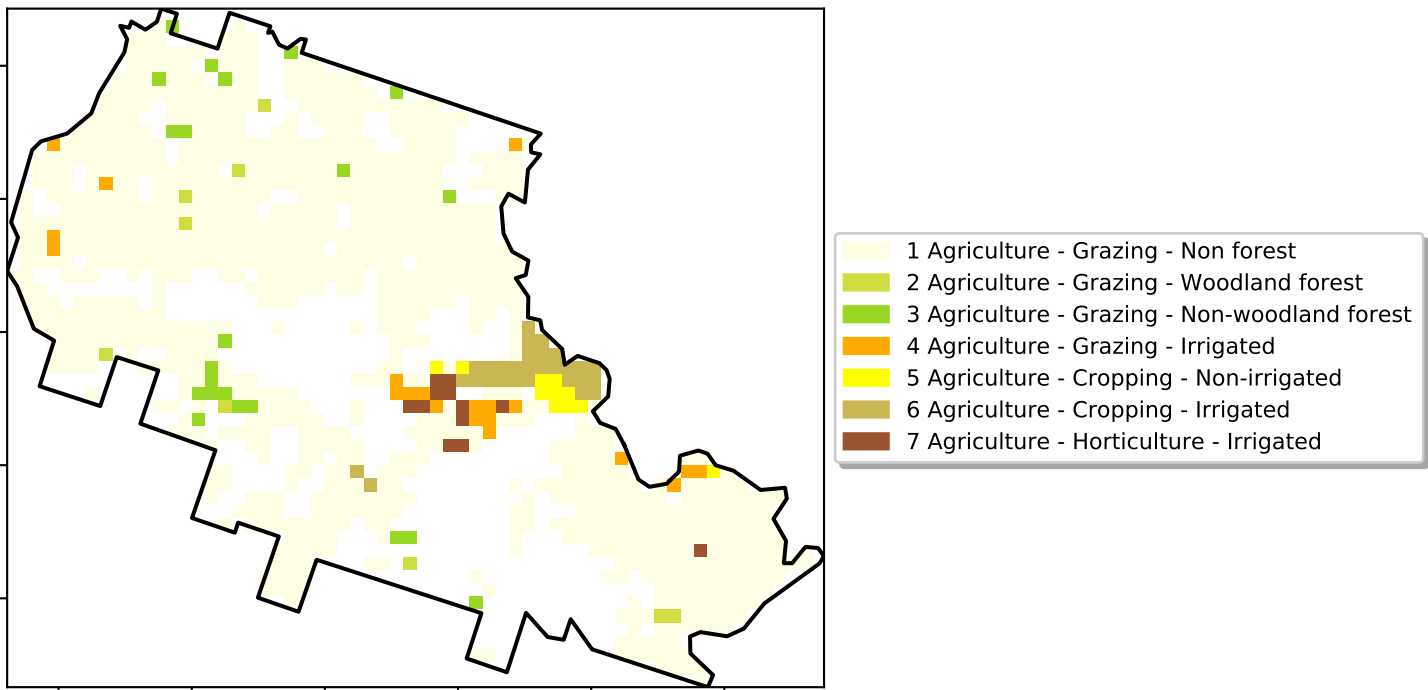 1 Agriculture - Grazing - Non forest
2 Agriculture - Grazing - Woodland forest
3 Agriculture - Grazing - Non-woodland forest
4 Agriculture - Grazing - Irrigated
5 Agriculture - Cropping - Non-irrigated
6 Agriculture - Cropping - Irrigated
7 Agriculture - Horticulture - Irrigated